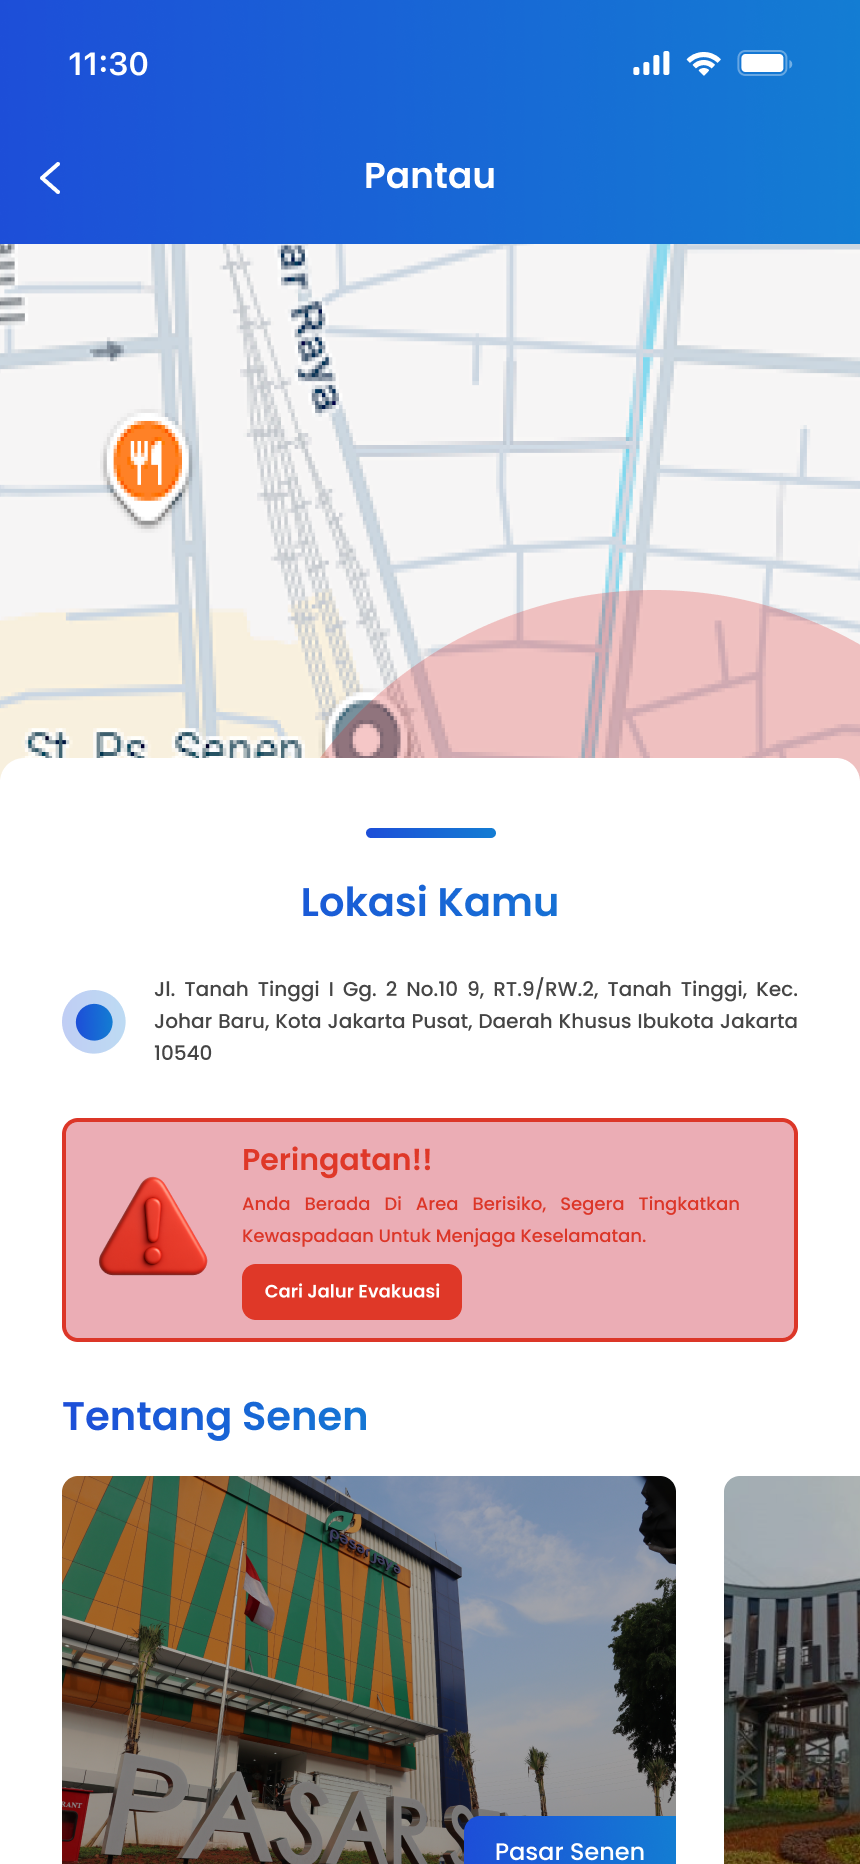 11:30
Pantau
ar Raya
St. Ps. Senen
Lokasi Kamu
Jl. Tanah Tinggi I Gg. 2 No.10 9, RT.9/RW.2, Tanah Tinggi, Kec.
Johar Baru, Kota Jakarta Pusat, Daerah Khusus Ibukota Jakarta
10540
Peringatan!!
Anda Berada Di Area Berisiko, Segera Tingkatkan
Kewaspadaan Untuk Menjaga Keselamatan.
Cari Jalur Evakuasi
Tentang Senen
pasar jaya
PASAR S
Pasar Senen